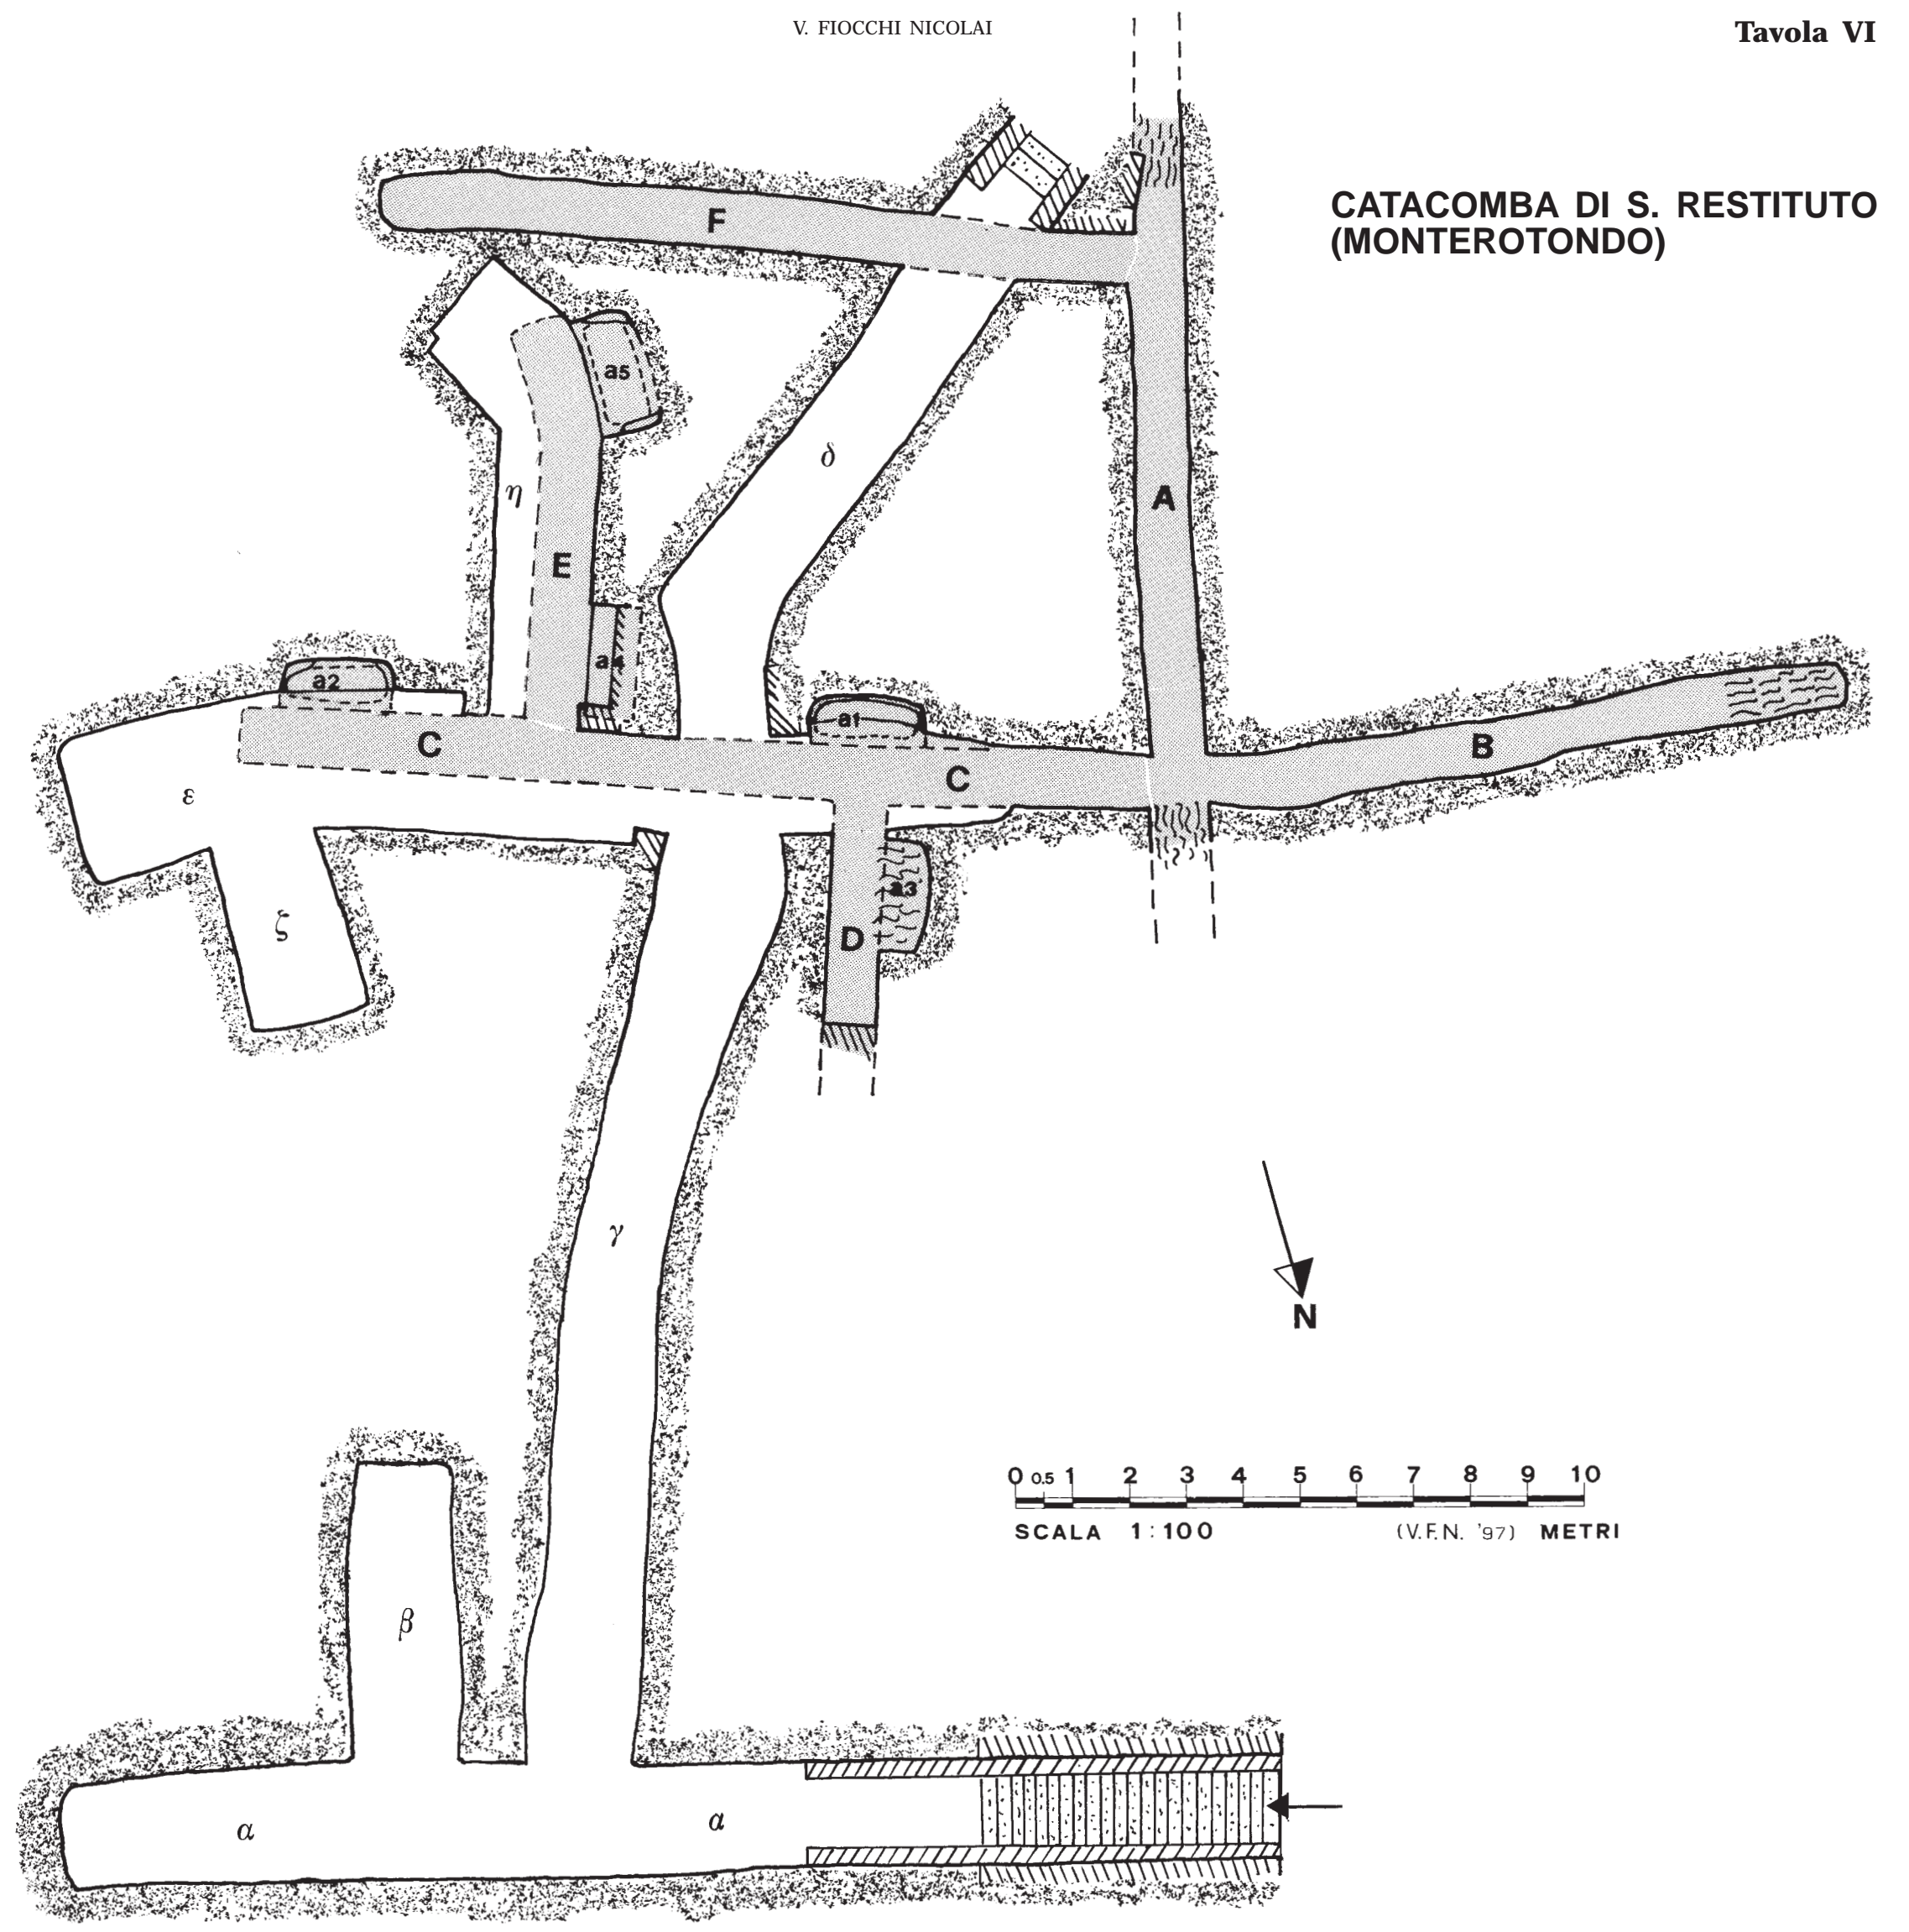 V. FIOCCHI NICOLAI
Tavola VI
CATACOMBA DI S. RESTITUTO
(MONTEROTONDO)
F
a5
δ
η
A
E
a4
a2
a1
C
B
C
ε
a3
ζ
D
γ
N
0 0.5 1 2 3 4 5 6 7 8 9 10
SCALA 1:100 (V.F.N. '97) METRI
β
α
α